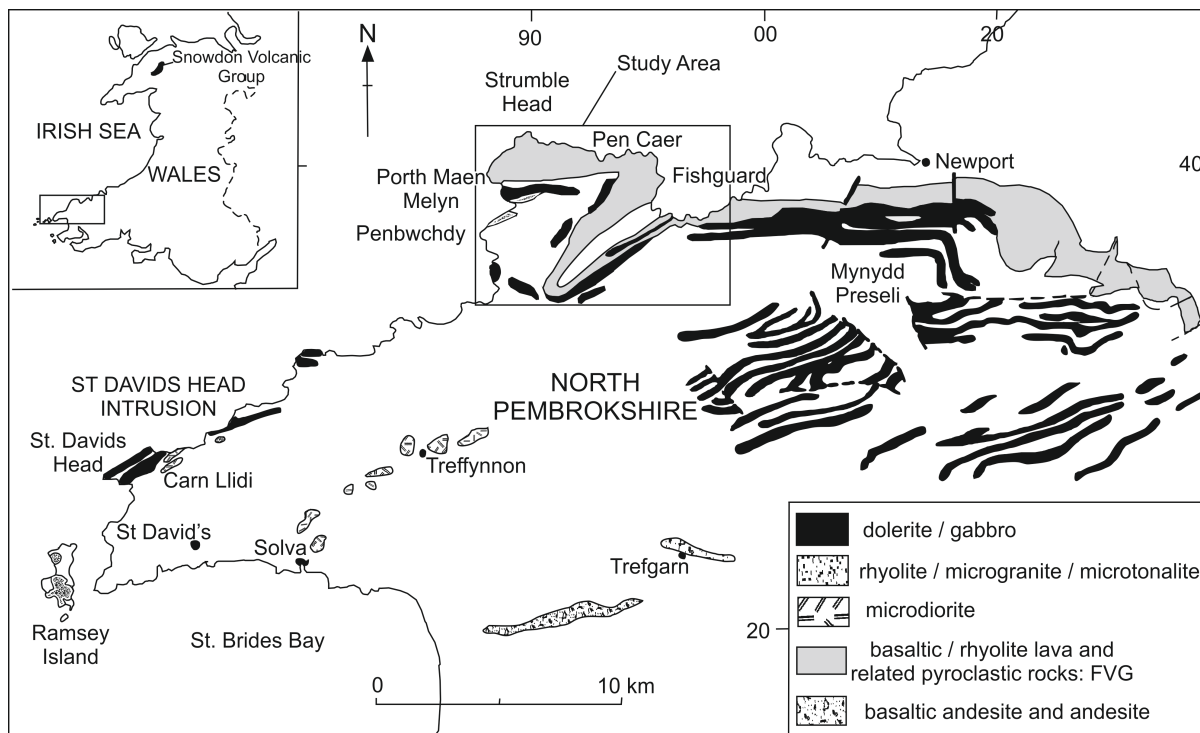 Snowdon Volcanic
Group
IRISH SEA
WALES
N
90
00
20
40
Study Area
Strumble
Head
Pen Caer
Porth Maen
Melyn
Fishguard
Newport
Penbwchdy
Mynydd
Preseli
ST DAVIDS HEAD
INTRUSION
NORTH
PEMBROKSHIRE
St. Davids
Head
Carn Llidi
Treffynnon
St David's
Solva
Trefgarn
Ramsey
Island
St. Brides Bay
20
0
10 km
dolerite / gabbro
rhyolite / microgranite / microtonalite
microdiorite
basaltic / rhyolite lava and
related pyroclastic rocks: FVG
basaltic andesite and andesite